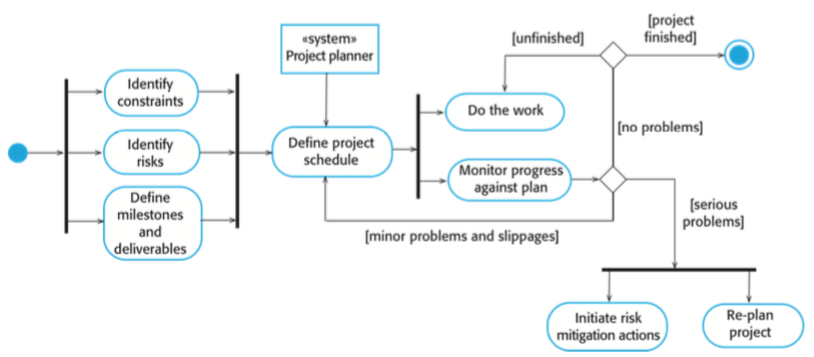 Identify
constraints
Identify
risks
Define
milestones
and
deliverables
«system»
Project planner
Define project
schedule
[unfinished]
[project
finished]
Do the work
[no problems]
Monitor progress
against plan
[serious
problems]
[minor problems and slippages]
Initiate risk
mitigation actions
Re-plan
project